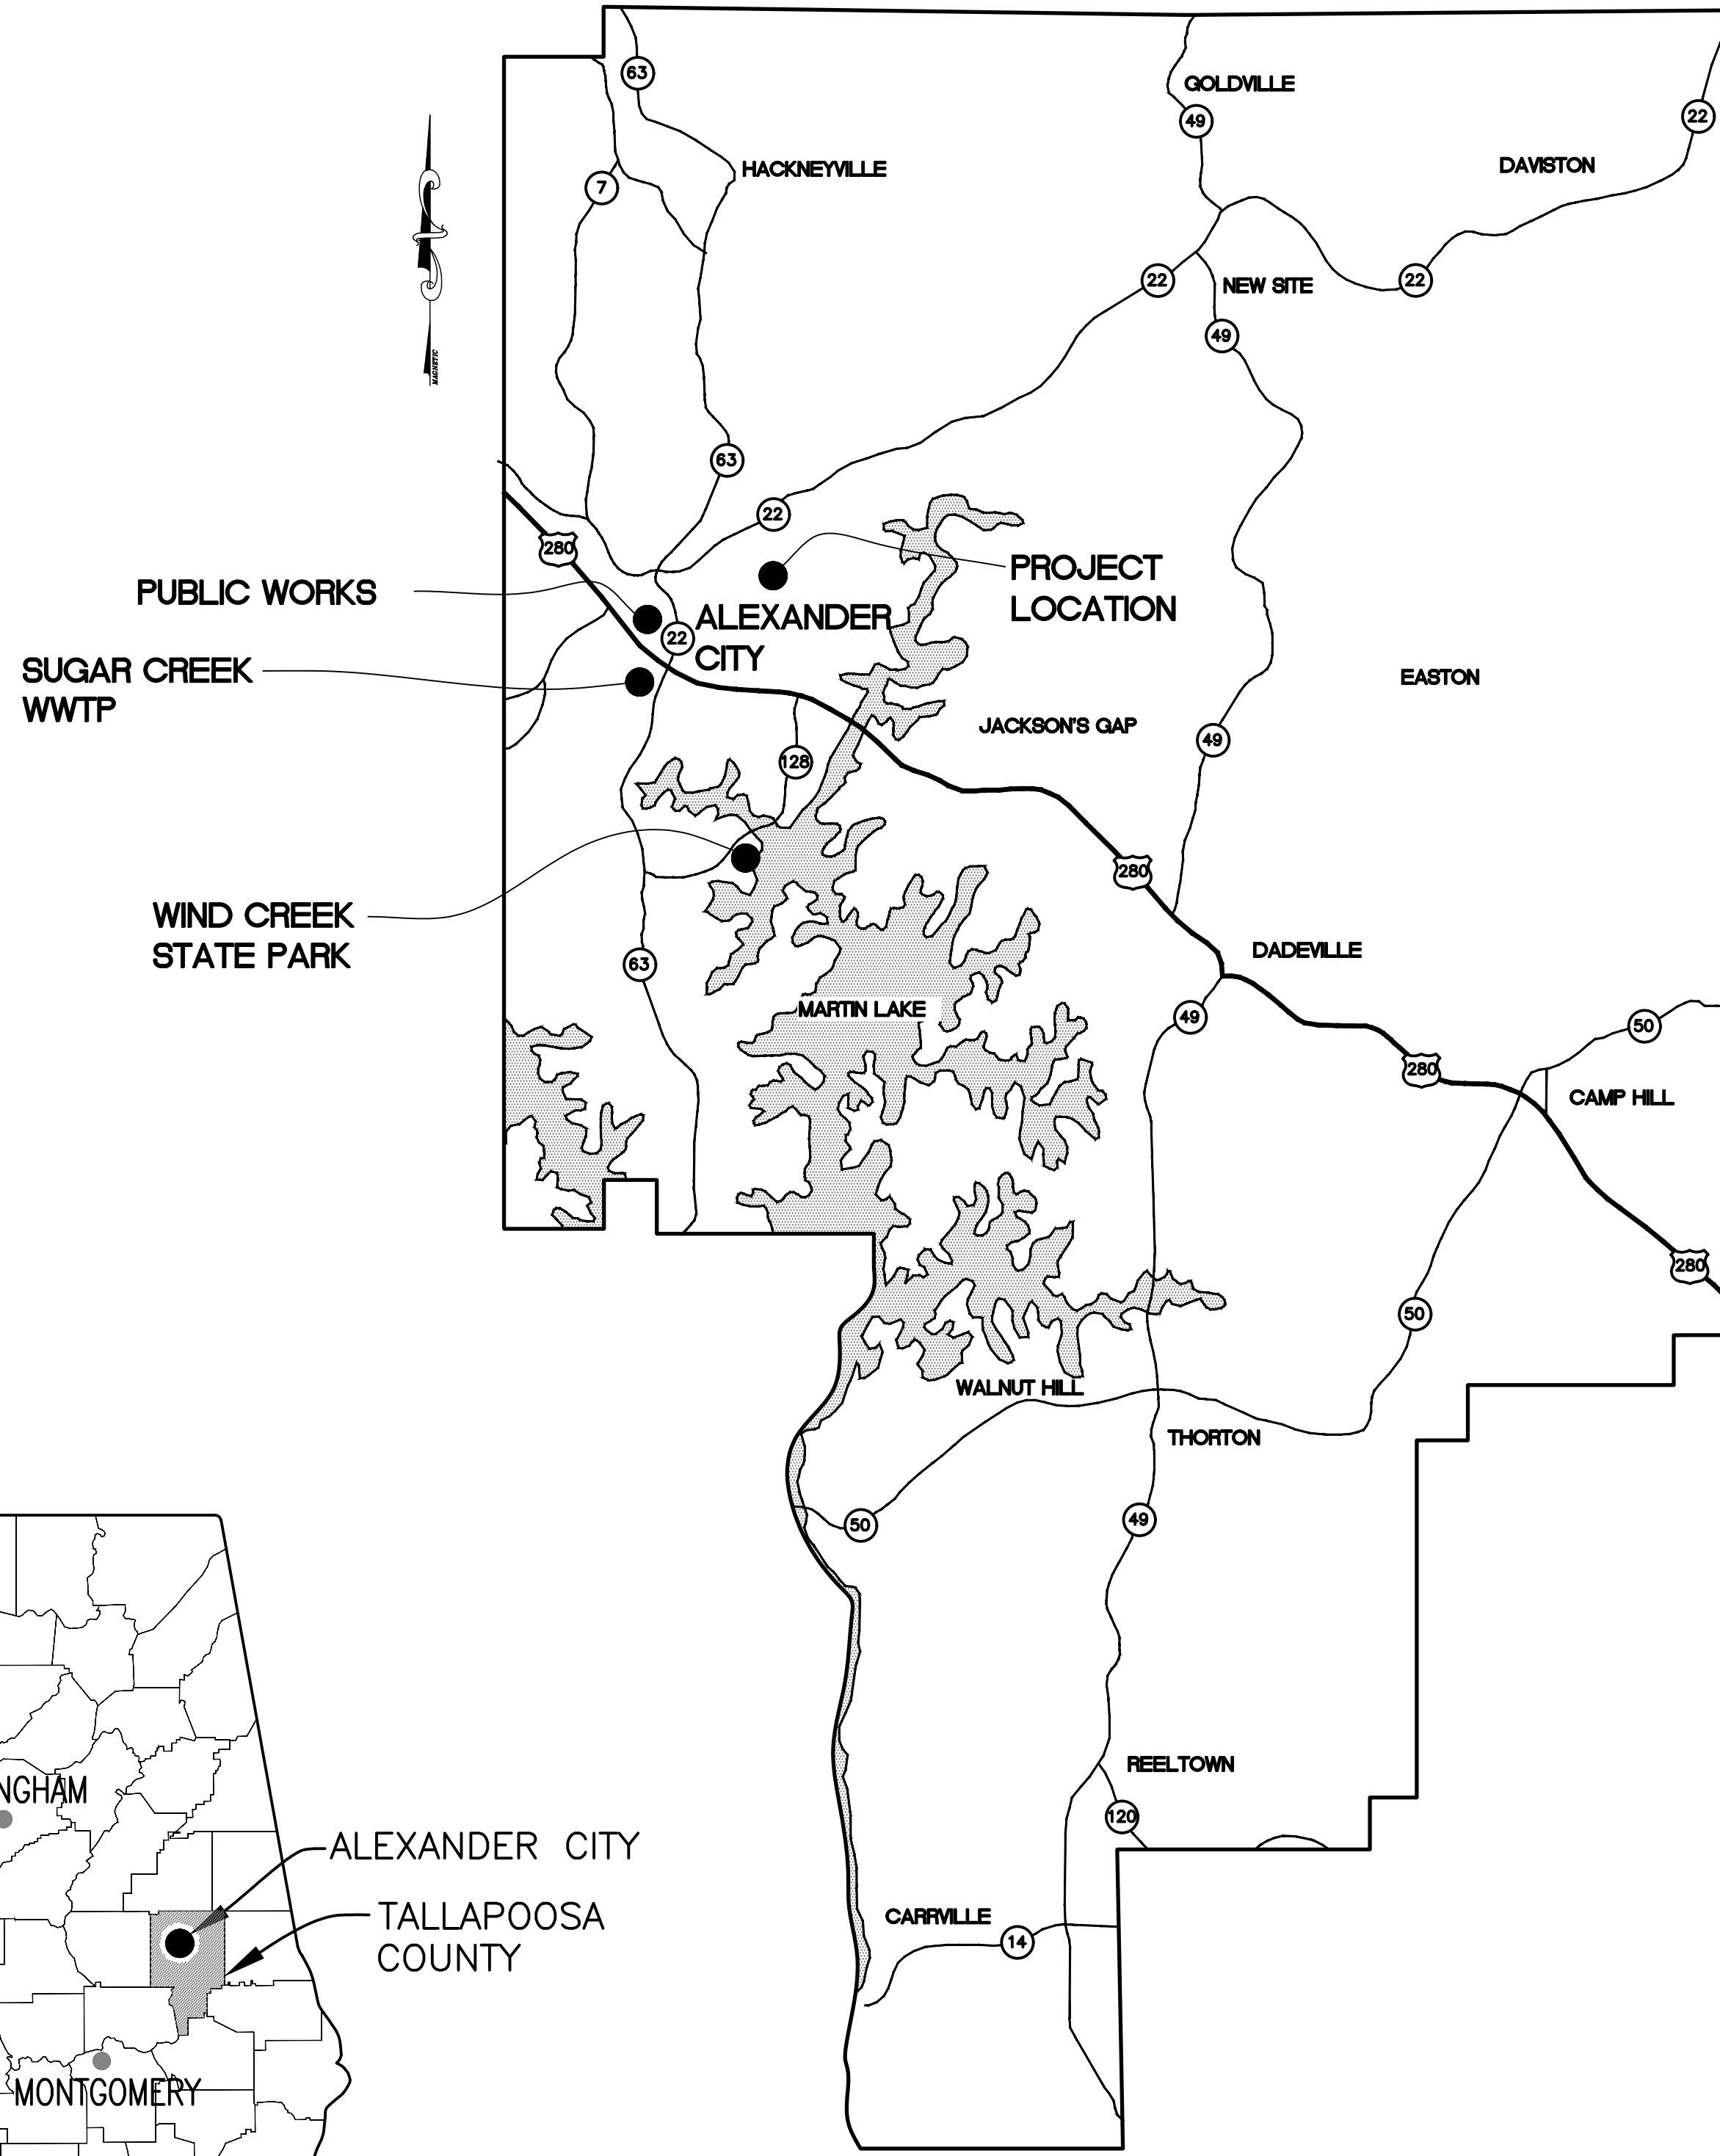 63
GOLDVILLE
49
22
HACKNEYVILLE
DAVISTON
7
22
NEW SITE
22
49
MAGNETIC
63
22
280
PROJECT
LOCATION
PUBLIC WORKS
ALEXANDER
CITY
22
SUGAR CREEK
WWTP
EASTON
JACKSON'S GAP
49
128
280
WIND CREEK
STATE PARK
DADEVILLE
63
MARTIN LAKE
49
50
280
CAMP HILL
280
50
WALNUT HILL
THORTON
50
49
REELTOWN
NGHAM
120
ALEXANDER CITY
TALLAPOOSA
COUNTY
CARRVILLE
14
MONTGOMERY